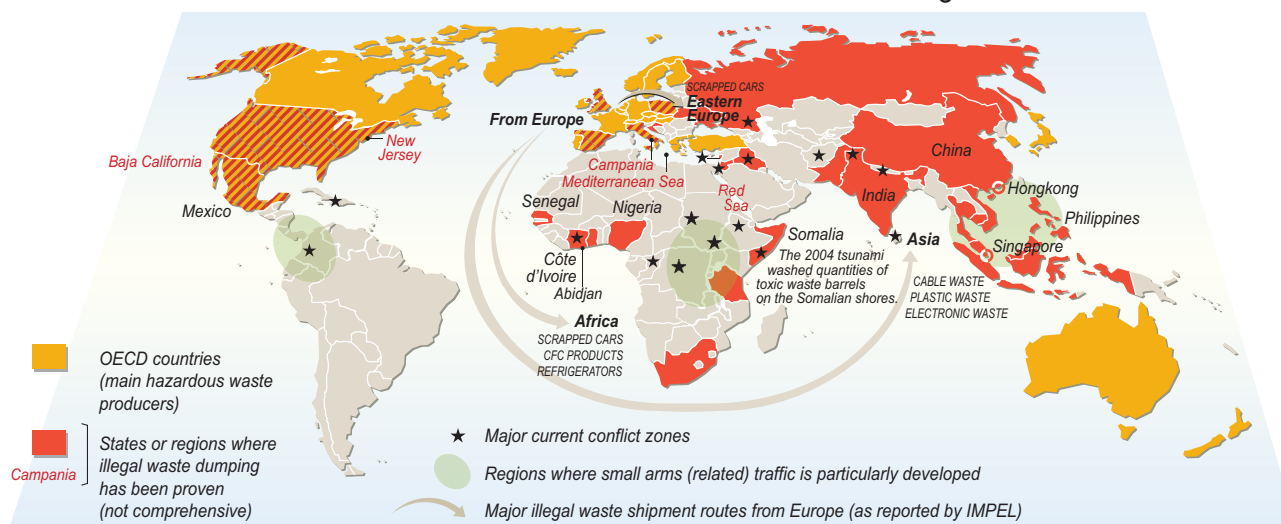 SCRAPPED CARS
Eastern
Europe
From Europe
New
Jersey
Baja California
Campania
Mediterranean Sea
Red
Sea
China
Mexico
Senegal
Nigeria
India
Hongkong
Philippines
Somalia
Asia
Singapore
Côte
d'Ivoire
Abidjan
The 2004 tsunami
washed quantities of
toxic waste barrels
on the Somalian shores.
CABLE WASTE
PLASTIC WASTE
ELECTRONIC WASTE
Africa
SCRAPPED CARS
CFC PRODUCTS
REFRIGERATORS
OECD countries
(main hazardous waste
producers)
States or regions where
illegal waste dumping
has been proven
(not comprehensive)
Campania
Major current conflict zones
Regions where small arms (related) traffic is particularly developed
Major illegal waste shipment routes from Europe (as reported by IMPEL)